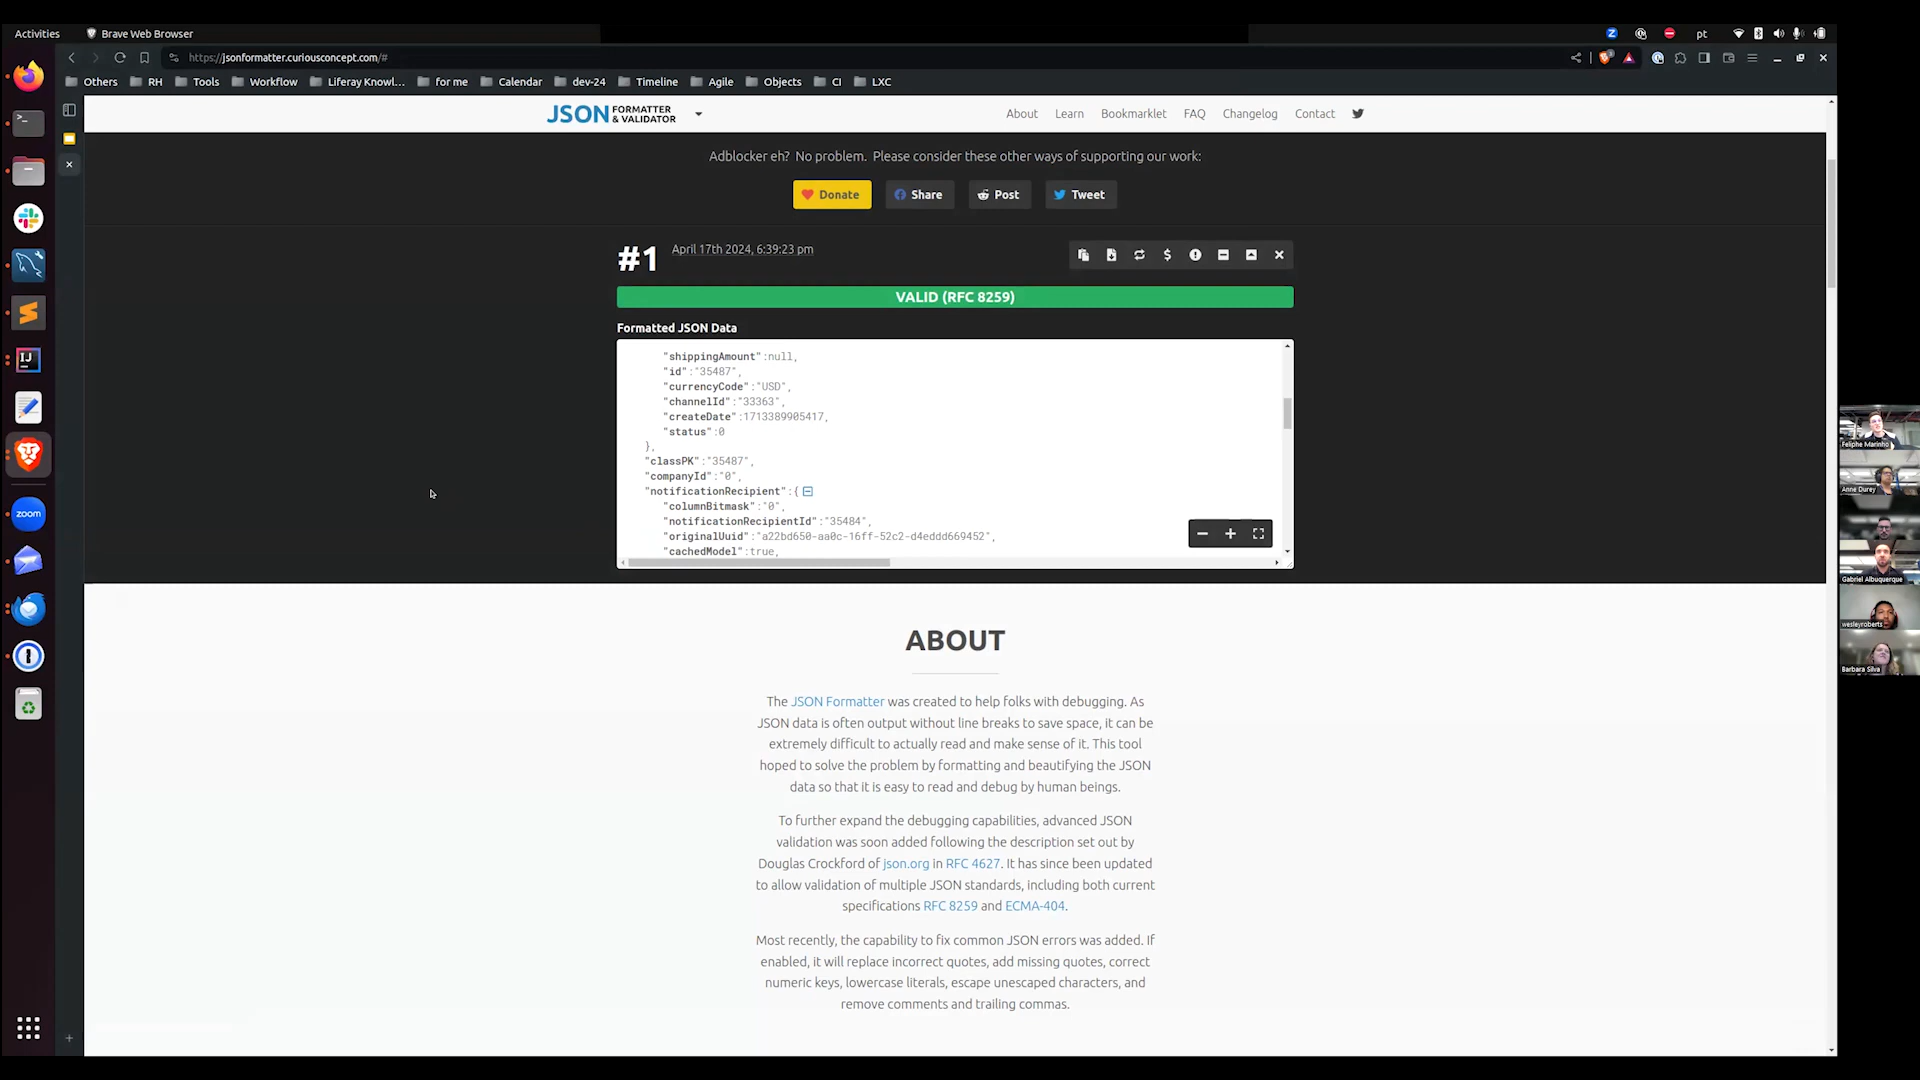 Activities
Brave Web Browser
pt
https://jsonformatter.curiousconcept.com/#
Others
RH
Tools
Workflow
Liferay Knowl...
for me
Calendar
dev-24
Timeline
Agile
Objects
CI
LXC
JSON FORMATTER & VALIDATOR
About
Learn
Bookmarklet
FAQ
Changelog
Contact
Adblocker eh? No problem. Please consider these other ways of supporting our work:
Donate
Share
Post
Tweet
#1
April 17th 2024, 6:39:23 pm
VALID (RFC 8259)
Formatted JSON Data
"shippingAmount":null,
"id":"35487",
"currencyCode":"USD",
"channelId":"33363",
"createDate":1713389905417,
"status":0
},
"classPK":"35487",
"companyId":"0",
"notificationRecipient":{
"columnBitmask":"0",
"notificationRecipientId":"35484",
"originalUuid":"a22bd650-aa0c-16ff-52c2-d4eddd669452",
"cachedModel":true,
ABOUT
The JSON Formatter was created to help folks with debugging. As
JSON data is often output without line breaks to save space, it can be
extremely difficult to actually read and make sense of it. This tool
hoped to solve the problem by formatting and beautifying the JSON
data so that it is easy to read and debug by human beings.
To further expand the debugging capabilities, advanced JSON
validation was soon added following the description set out by
Douglas Crockford of json.org in RFC 4627. It has since been updated
to allow validation of multiple JSON standards, including both current
specifications RFC 8259 and ECMA-404.
Most recently, the capability to fix common JSON errors was added. If
enabled, it will replace incorrect quotes, add missing quotes, correct
numeric keys, lowercase literals, escape unescaped characters, and
remove comments and trailing commas.
zoom
IJ
Feliphe Marinho
Anne Durey
Gabriel Albuquerque
wesleyroberts
Barbara Silva